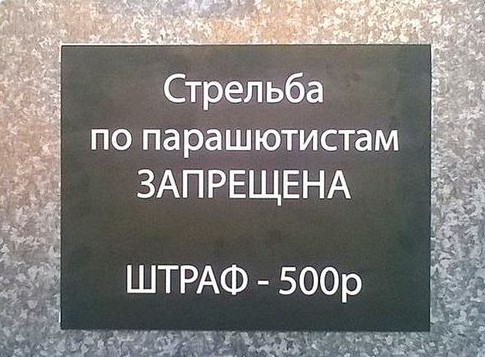 Стрельба
по парашютистам
ЗАПРЕЩЕНА
ШТРАФ - 500р